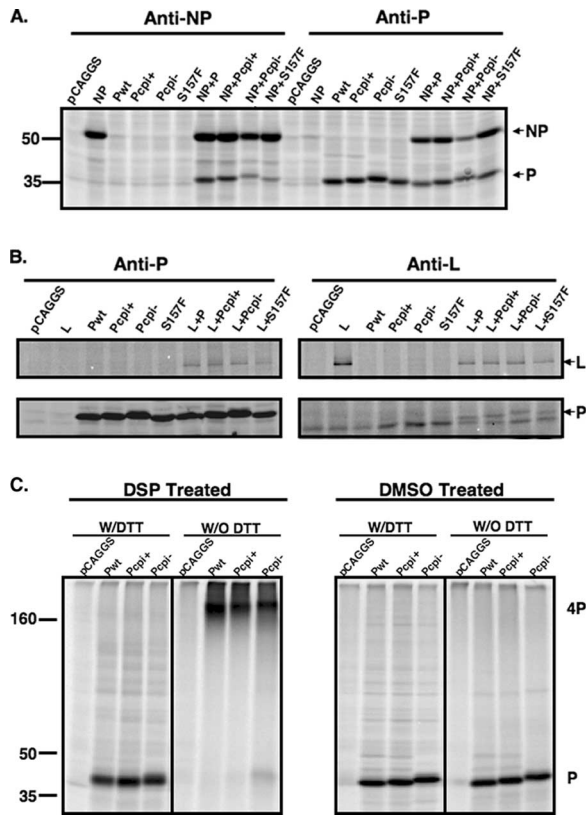 A.
Anti-NP Anti-P
pCAGGS NP Pwt Pcpi+ Pcpi- S157F NP+P NP+Pcpi+ NP+Pcpi- NP+S157F pCAGGS NP Pwt Pcpi+ Pcpi- S157F NP+P NP+Pcpi+ NP+Pcpi- NP+S157F
50 NP
35 P
B.
Anti-P Anti-L
pCAGGS L Pwt Pcpi+ Pcpi- S157F L+P L+Pcpi+ L+Pcpi- L+S157F pCAGGS L Pwt Pcpi+ Pcpi- S157F L+P L+Pcpi+ L+Pcpi- L+S157F
L
P
C.
DSP Treated DMSO Treated
W/DTT W/O DTT W/DTT W/O DTT
pCAGGS Pwt Pcpi+ Pcpi- pCAGGS Pwt Pcpi+ Pcpi- pCAGGS Pwt Pcpi+ Pcpi- pCAGGS Pwt Pcpi+ Pcpi-
160 4P
50
35 P